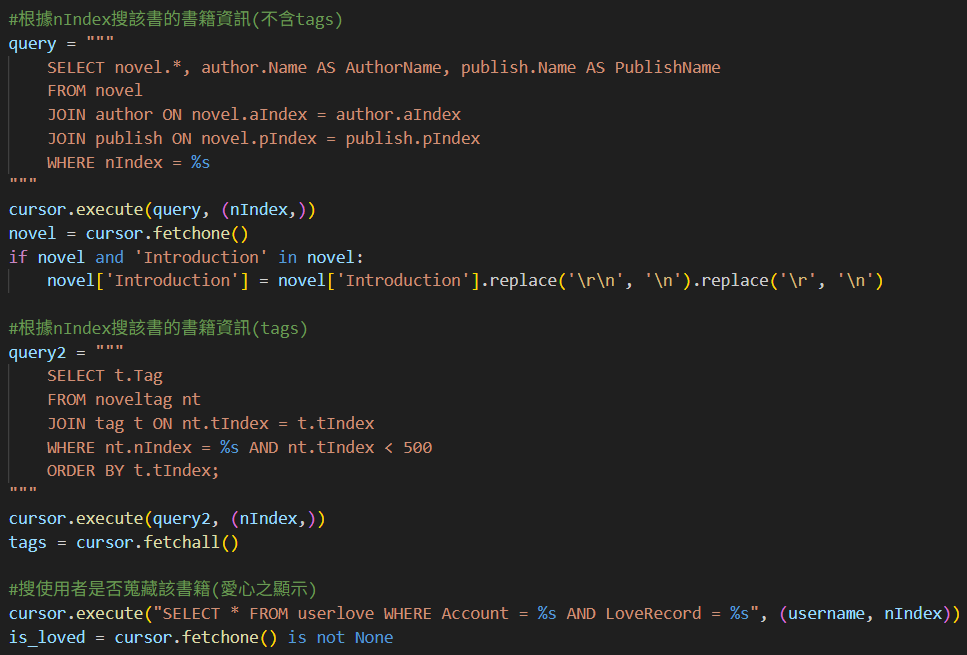 #根據nIndex搜該書的書籍資訊(不含tags)
query = """
    SELECT novel.*, author.Name AS AuthorName, publish.Name AS PublishName
    FROM novel
    JOIN author ON novel.aIndex = author.aIndex
    JOIN publish ON novel.pIndex = publish.pIndex
    WHERE nIndex = %s
"""
cursor.execute(query, (nIndex,))
novel = cursor.fetchone()
if novel and 'Introduction' in novel:
    novel['Introduction'] = novel['Introduction'].replace('\r\n', '\n').replace('\r', '\n')
#根據nIndex搜該書的書籍資訊(tags)
query2 = """
    SELECT t.Tag
    FROM noveltag nt
    JOIN tag t ON nt.tIndex = t.tIndex
    WHERE nt.nIndex = %s AND nt.tIndex < 500
    ORDER BY t.tIndex;
"""
cursor.execute(query2, (nIndex,))
tags = cursor.fetchall()
#搜使用者是否蒐藏該書籍(愛心之顯示)
cursor.execute("SELECT * FROM userlove WHERE Account = %s AND LoveRecord = %s", (username, nIndex))
is_loved = cursor.fetchone() is not None